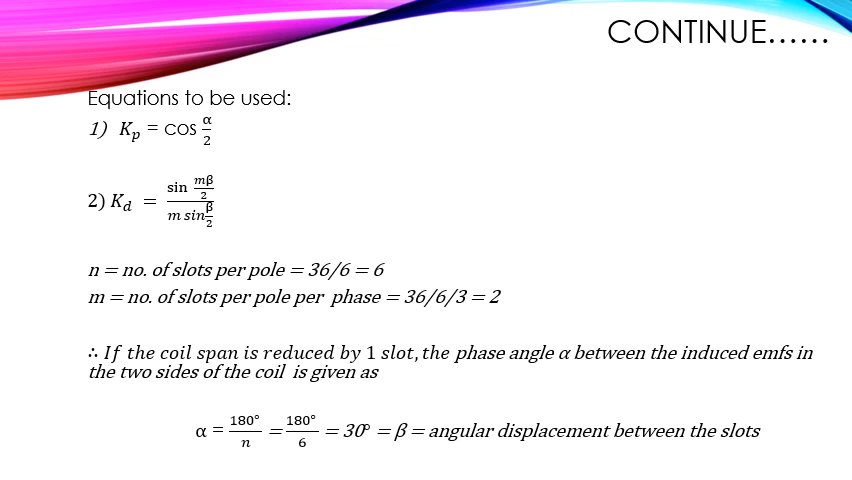 CONTINUE……
Equations to be used:
1) Kₚ = cos α/2
2) K_d = sin mβ/2 / m sin β/2
n = no. of slots per pole = 36/6 = 6
m = no. of slots per pole per phase = 36/6/3 = 2
∴ If the coil span is reduced by 1 slot, the phase angle α between the induced emfs in
the two sides of the coil is given as
α = 180°/n = 180°/6 = 30° = β = angular displacement between the slots